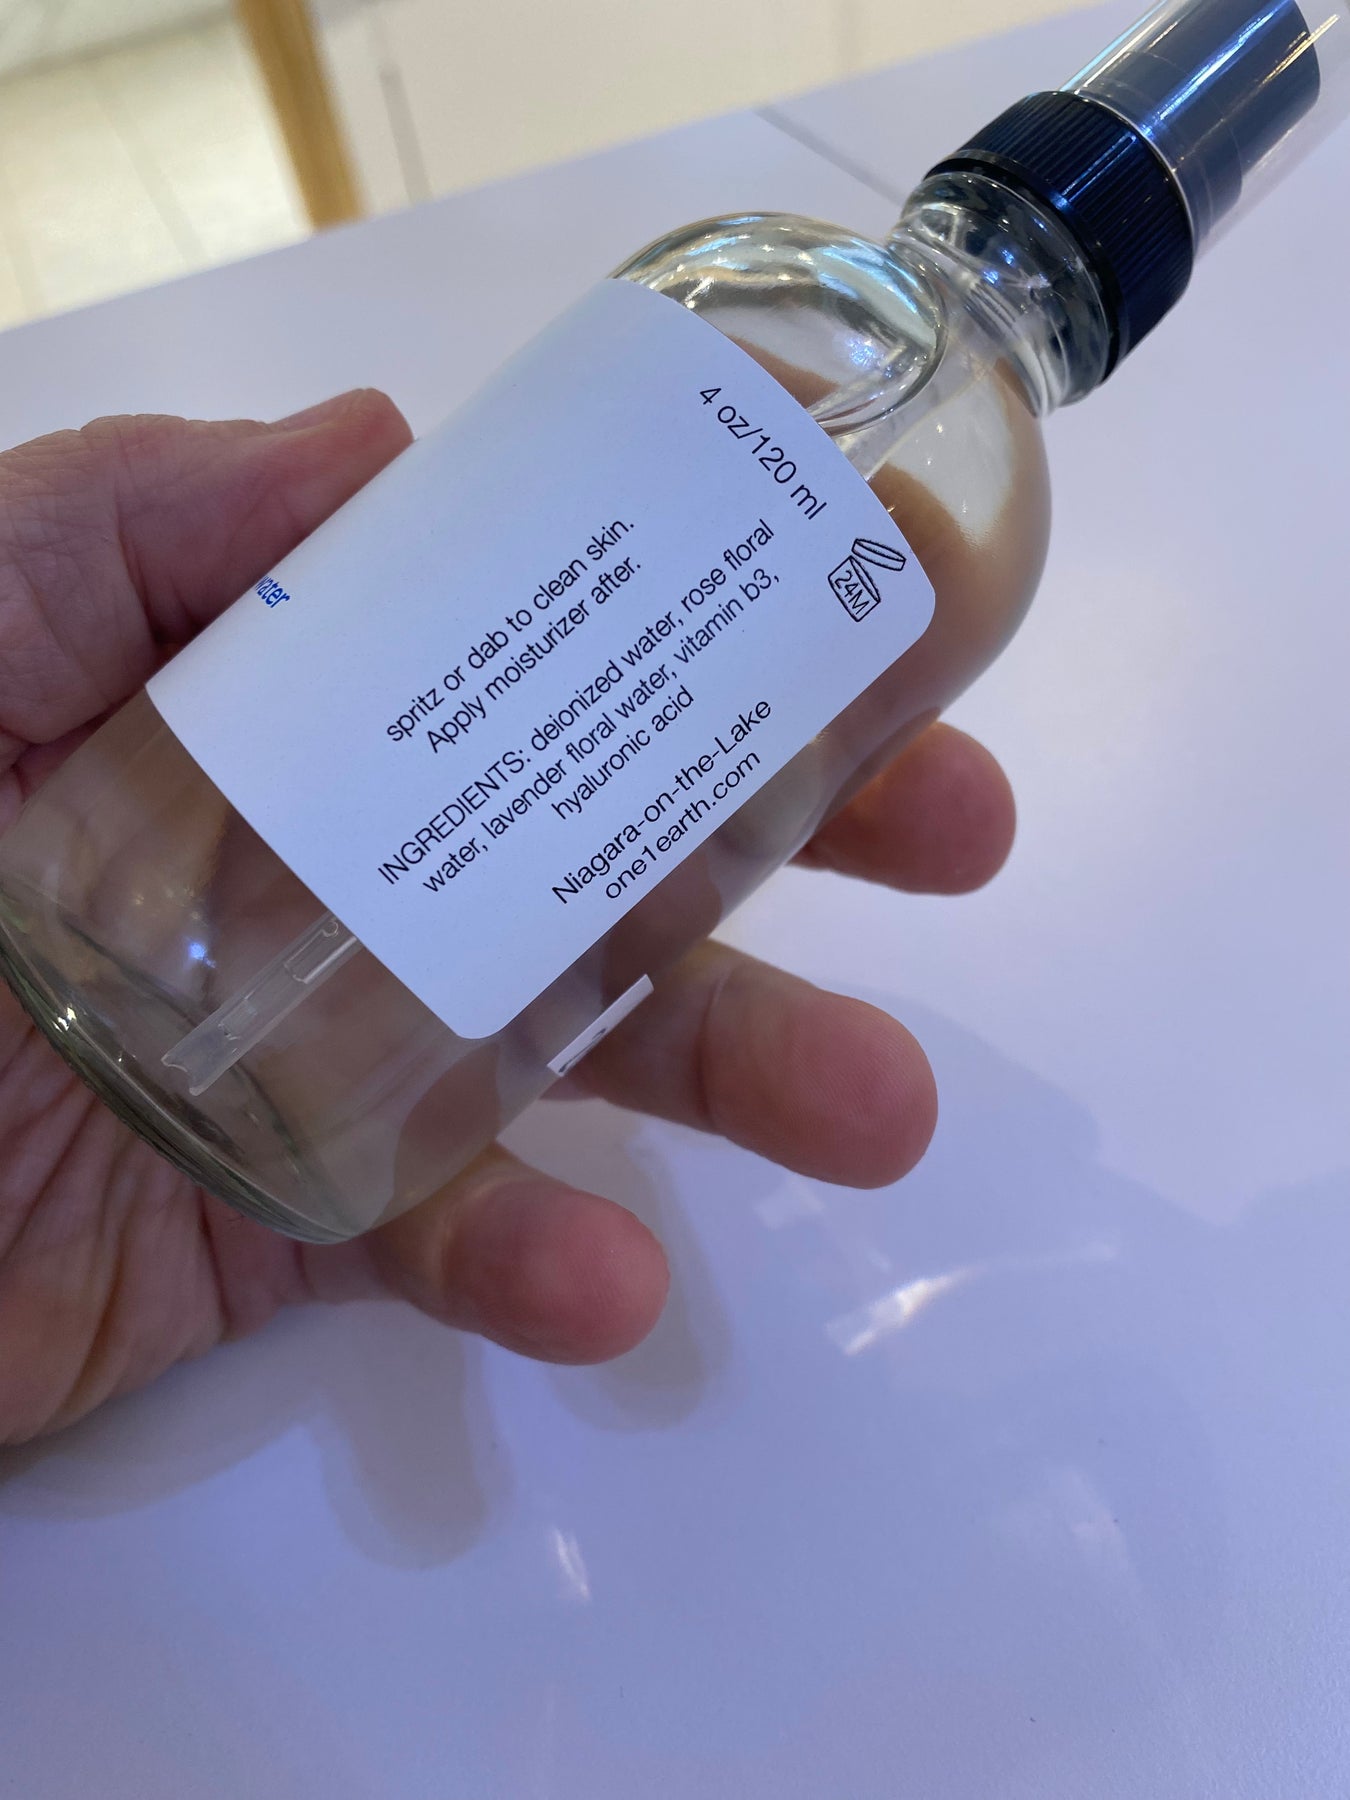 4 oz/120 ml
24M
water
spritz or dab to clean skin.
Apply moisturizer after.
INGREDIENTS: deionized water, rose floral
water, lavender floral water, vitamin b3,
hyaluronic acid
Niagara-on-the-Lake
one1earth.com